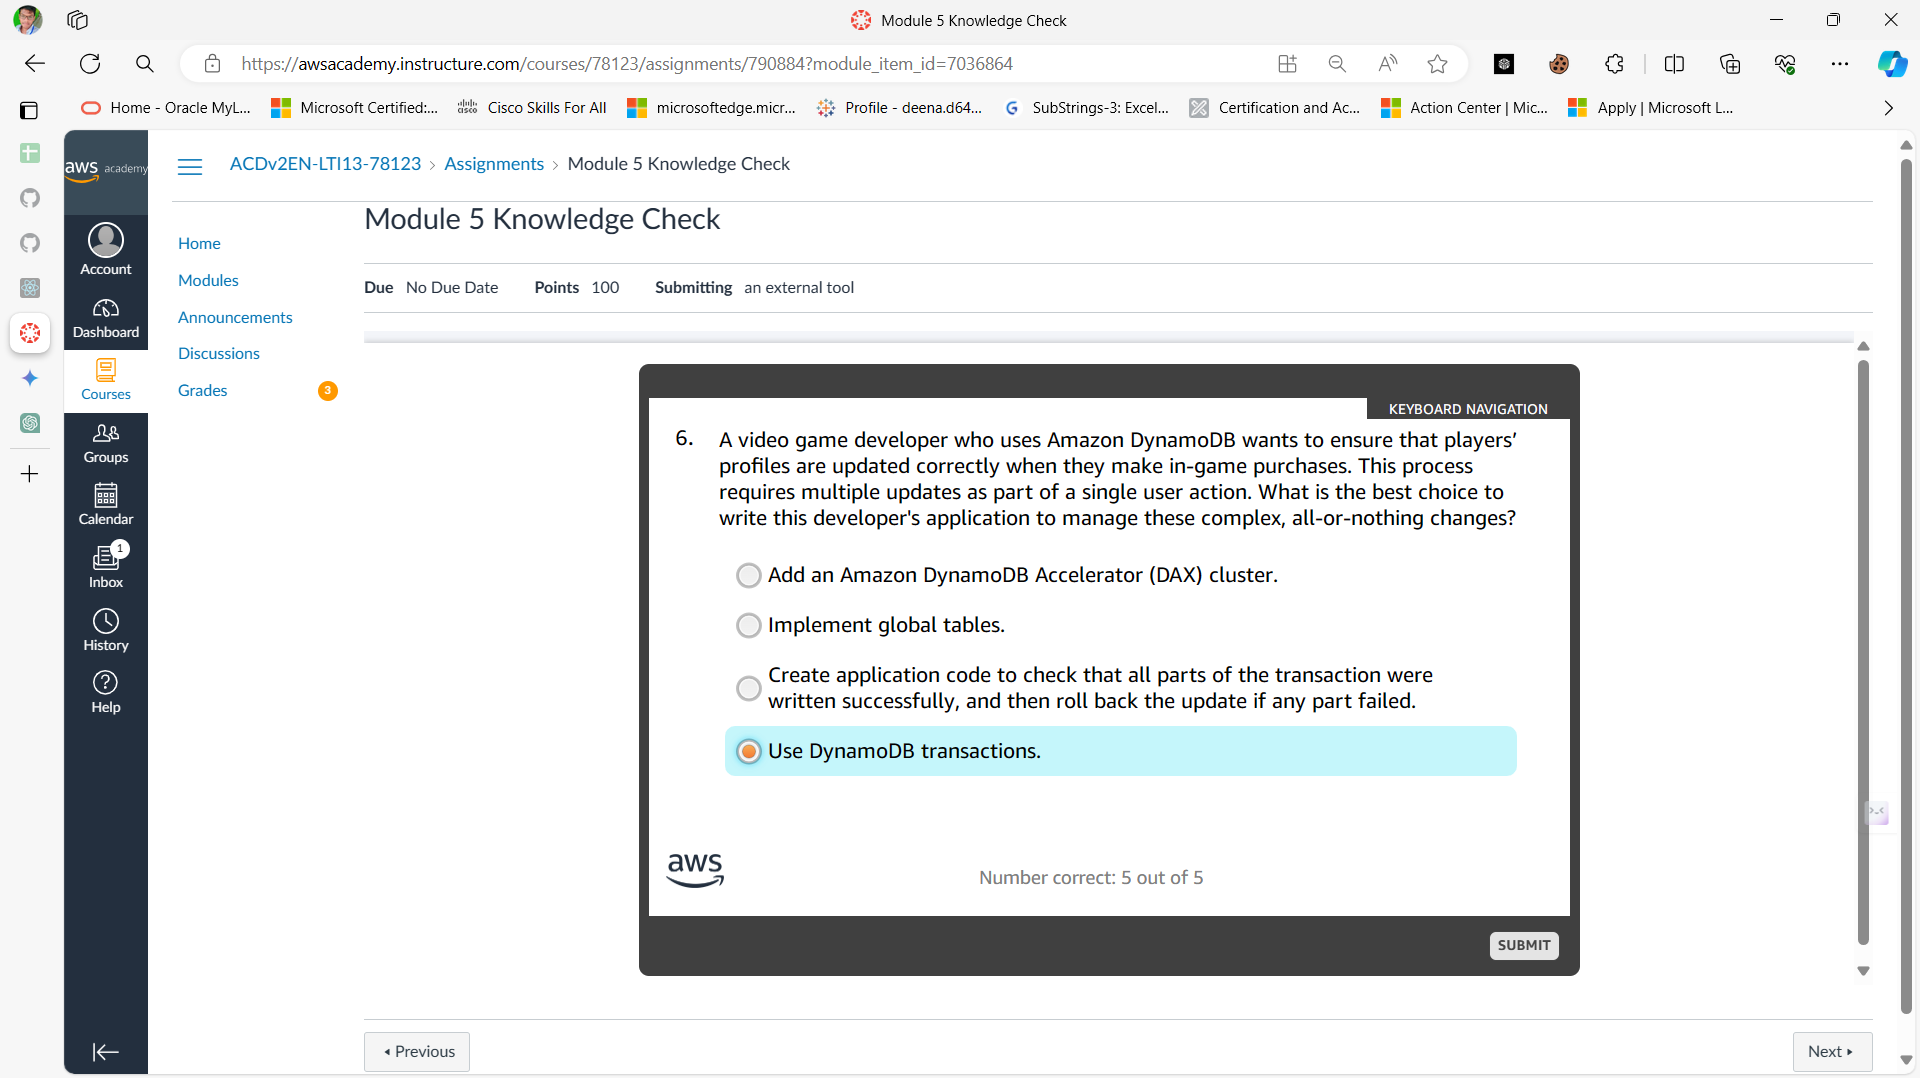 Module 5 Knowledge Check
https://awsacademy.instructure.com/courses/78123/assignments/790884?module_item_id=7036864
Home - Oracle MyL...
Microsoft Certified:...
Cisco Skills For All
microsoftedge.micr...
Profile - deena.d64...
SubStrings-3: Excel...
Certification and Ac...
Action Center | Mic...
Apply | Microsoft L...
aws academy
ACDv2EN-LTI13-78123 › Assignments › Module 5 Knowledge Check
Account
Dashboard
Courses
Groups
Calendar
1
Inbox
History
Help
Home
Modules
Announcements
Discussions
Grades 3
Module 5 Knowledge Check
Due No Due Date Points 100 Submitting an external tool
KEYBOARD NAVIGATION
6. A video game developer who uses Amazon DynamoDB wants to ensure that players’
profiles are updated correctly when they make in-game purchases. This process
requires multiple updates as part of a single user action. What is the best choice to
write this developer's application to manage these complex, all-or-nothing changes?
Add an Amazon DynamoDB Accelerator (DAX) cluster.
Implement global tables.
Create application code to check that all parts of the transaction were
written successfully, and then roll back the update if any part failed.
Use DynamoDB transactions.
aws
Number correct: 5 out of 5
SUBMIT
Previous
Next